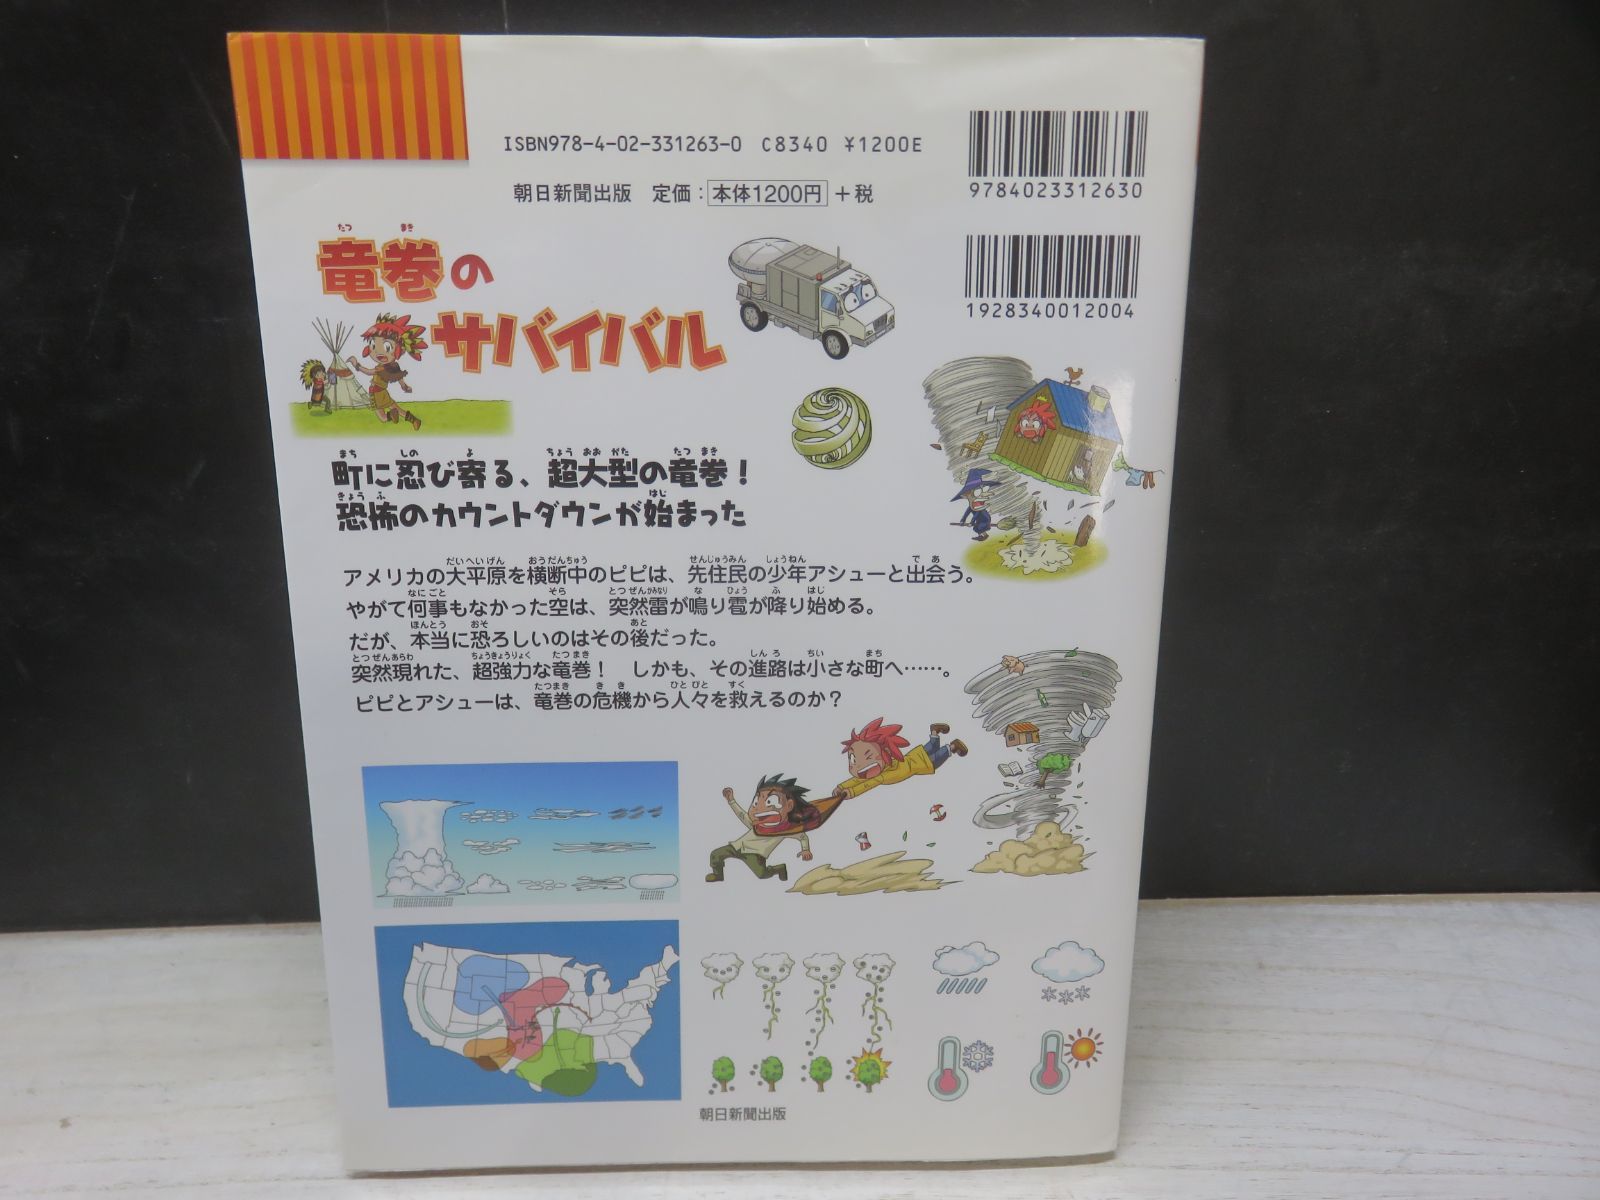 ISBN978-4-02-331263-0 C8340 ¥1200E
9784023312630
朝日新聞出版 定価：本体1200円＋税
1928340012004
竜巻の
サバイバル
町に忍び寄る、超大型の竜巻！
恐怖のカウントダウンが始まった
アメリカの大平原を横断中のピピは、先住民の少年アシューと出会う。
やがて何事もなかった空は、突然雷が鳴り雹が降り始める。
だが、本当に恐ろしいのはその後だった。
突然現れた、超強力な竜巻！　しかも、その進路は小さな町へ……。
ピピとアシューは、竜巻の危機から人々を救えるのか？
朝日新聞出版